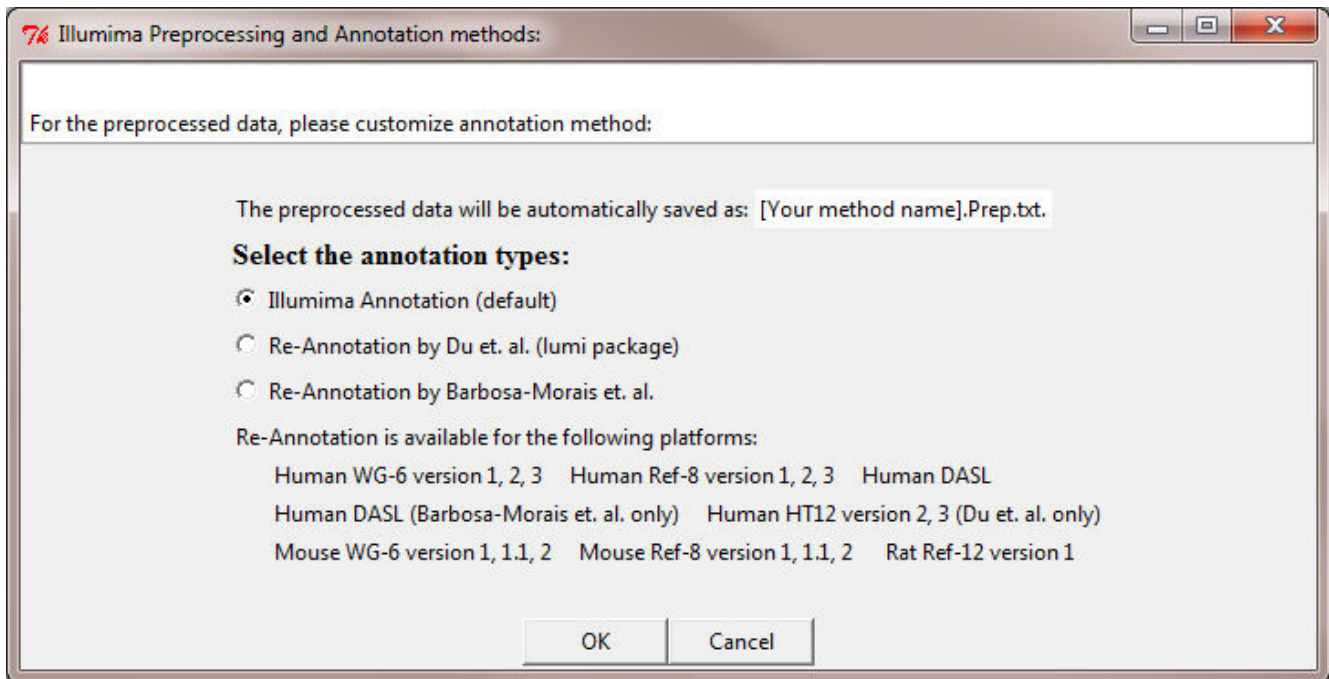 Illumima Preprocessing and Annotation methods:
For the preprocessed data, please customize annotation method:
The preprocessed data will be automatically saved as: [Your method name].Prep.txt.
Select the annotation types:
Illumima Annotation (default)
Re-Annotation by Du et. al. (lumi package)
Re-Annotation by Barbosa-Morais et. al.
Re-Annotation is available for the following platforms:
Human WG-6 version 1, 2, 3 Human Ref-8 version 1, 2, 3 Human DASL
Human DASL (Barbosa-Morais et. al. only) Human HT12 version 2, 3 (Du et. al. only)
Mouse WG-6 version 1, 1.1, 2 Mouse Ref-8 version 1, 1.1, 2 Rat Ref-12 version 1
OK Cancel